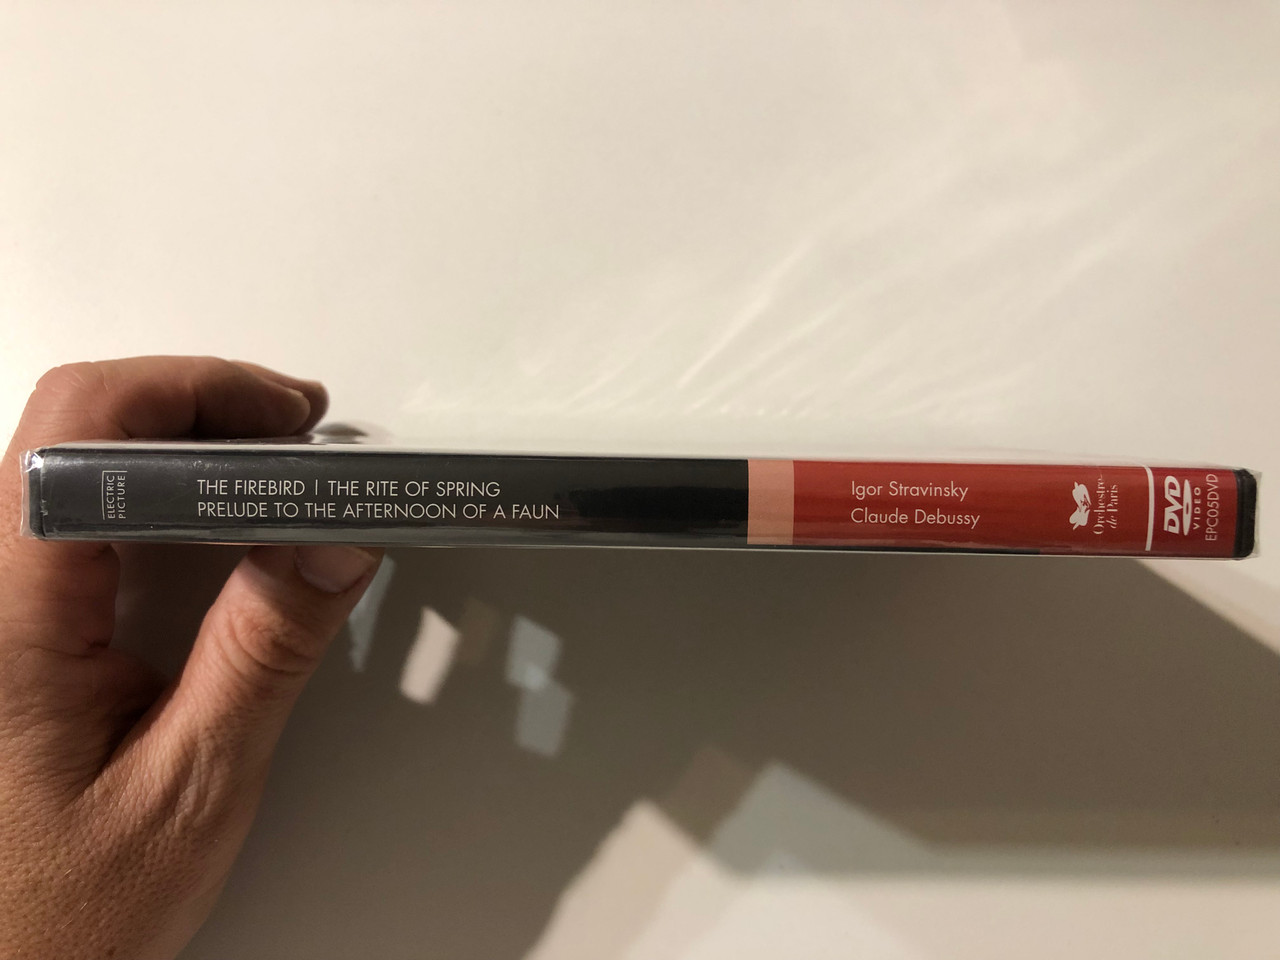 ELECTRIC
PICTURE
THE FIREBIRD | THE RITE OF SPRING
PRELUDE TO THE AFTERNOON OF A FAUN
Igor Stravinsky
Claude Debussy
Orchestre
de Paris
DVD
VIDEO
EPC05DVD